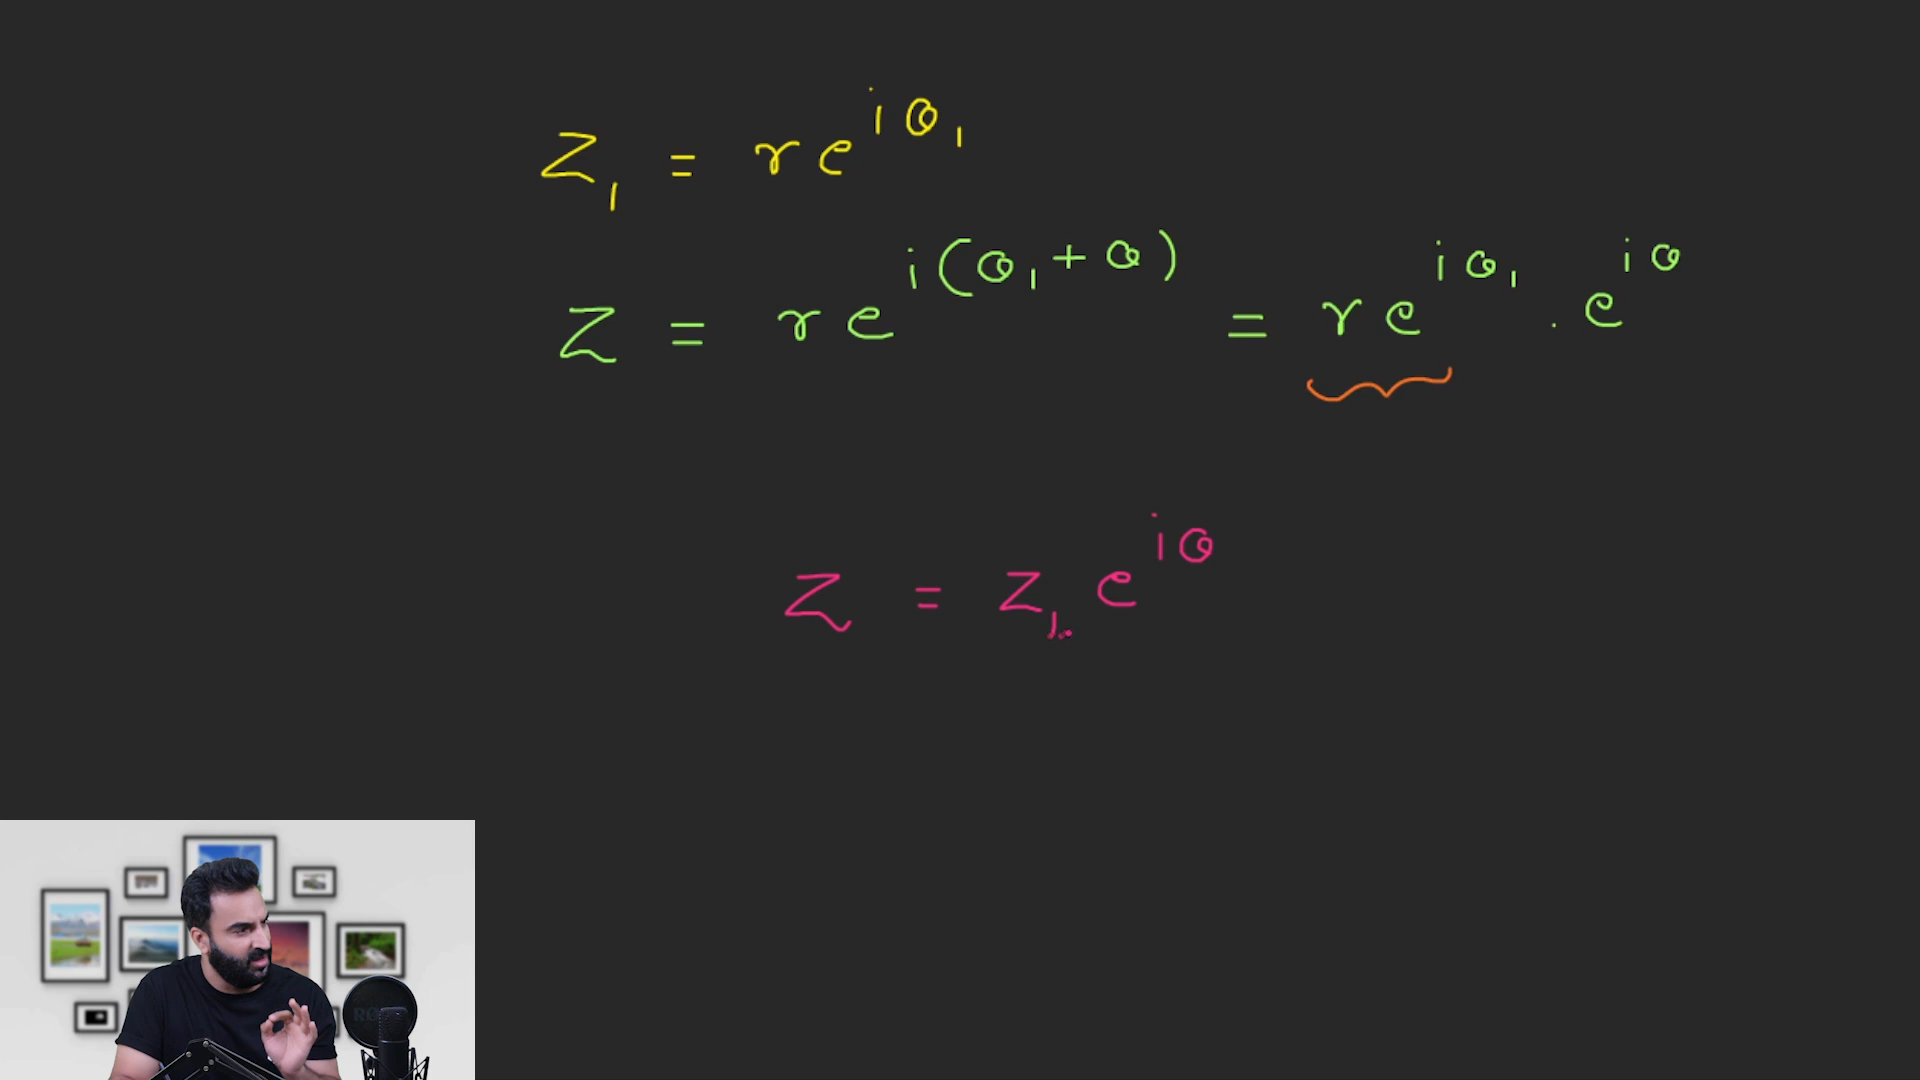 Z₁ = re^{iθ₁}
Z = re^{i(θ₁ + θ)} = re^{iθ₁} . e^{iθ}
Z = Z₁ e^{iθ}